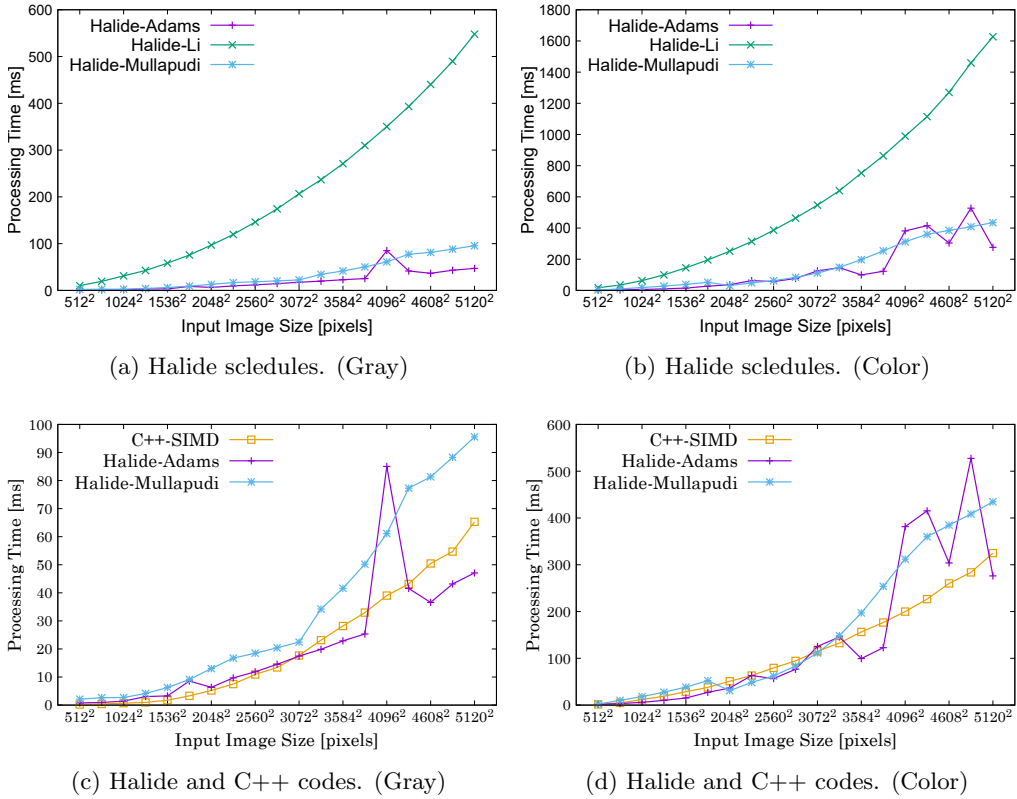 Halide-Adams
Halide-Li
Halide-Mullapudi
Processing Time [ms]
600
500
400
300
200
100
0
512² 1024² 1536² 2048² 2560² 3072² 3584² 4096² 4608² 5120²
Input Image Size [pixels]
(a) Halide scledules. (Gray)
Halide-Adams
Halide-Li
Halide-Mullapudi
Processing Time [ms]
1800
1600
1400
1200
1000
800
600
400
200
0
512² 1024² 1536² 2048² 2560² 3072² 3584² 4096² 4608² 5120²
Input Image Size [pixels]
(b) Halide scledules. (Color)
C++-SIMD
Halide-Adams
Halide-Mullapudi
Processing Time [ms]
100
90
80
70
60
50
40
30
20
10
0
512² 1024² 1536² 2048² 2560² 3072² 3584² 4096² 4608² 5120²
Input Image Size [pixels]
(c) Halide and C++ codes. (Gray)
C++-SIMD
Halide-Adams
Halide-Mullapudi
Processing Time [ms]
600
500
400
300
200
100
0
512² 1024² 1536² 2048² 2560² 3072² 3584² 4096² 4608² 5120²
Input Image Size [pixels]
(d) Halide and C++ codes. (Color)